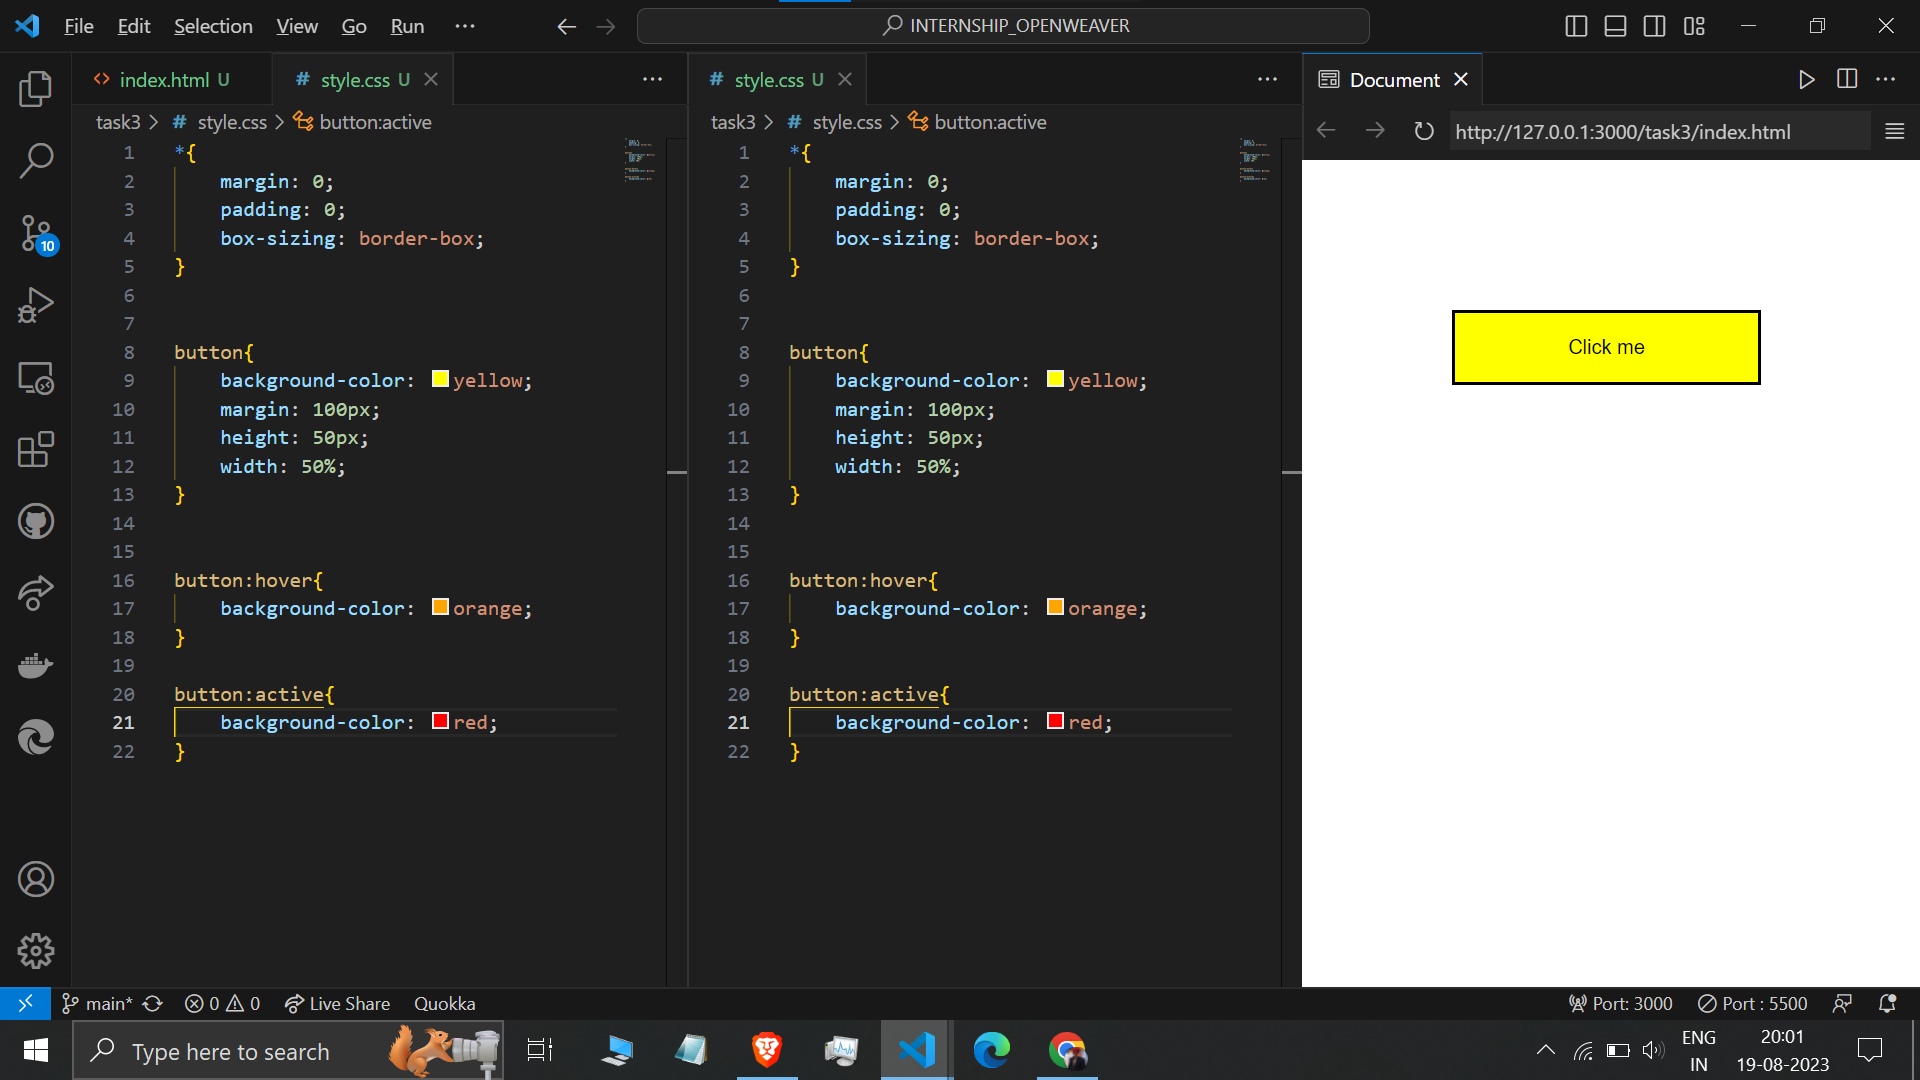 File Edit Selection View Go Run ··· INTERNSHIP_OPENWEAVER
index.html U # style.css U
task3 > # style.css > button:active
1 *{
2 margin: 0;
3 padding: 0;
4 box-sizing: border-box;
5 }
6
7
8 button{
9 background-color: yellow;
10 margin: 100px;
11 height: 50px;
12 width: 50%;
13 }
14
15
16 button:hover{
17 background-color: orange;
18 }
19
20 button:active{
21 background-color: red;
22 }
# style.css U
task3 > # style.css > button:active
1 *{
2 margin: 0;
3 padding: 0;
4 box-sizing: border-box;
5 }
6
7
8 button{
9 background-color: yellow;
10 margin: 100px;
11 height: 50px;
12 width: 50%;
13 }
14
15
16 button:hover{
17 background-color: orange;
18 }
19
20 button:active{
21 background-color: red;
22 }
Document
http://127.0.0.1:3000/task3/index.html
Click me
10
main* 0 0 Live Share Quokka Port: 3000 Port : 5500
Type here to search
ENG
IN
20:01
19-08-2023